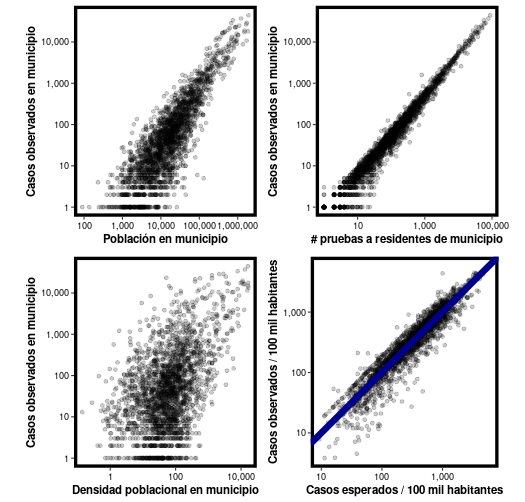 Casos observados en municipio
10,000
1,000
100
10
1
100 1,000 10,000 100,000 1,000,000
Población en municipio
Casos observados en municipio
10,000
1,000
100
10
1
10 1,000 100,000
# pruebas a residentes de municipio
Casos observados en municipio
10,000
1,000
100
10
1
1 100 10,000
Densidad poblacional en municipio
Casos observados / 100 mil habitantes
1,000
100
10
10 100 1,000
Casos esperados / 100 mil habitantes